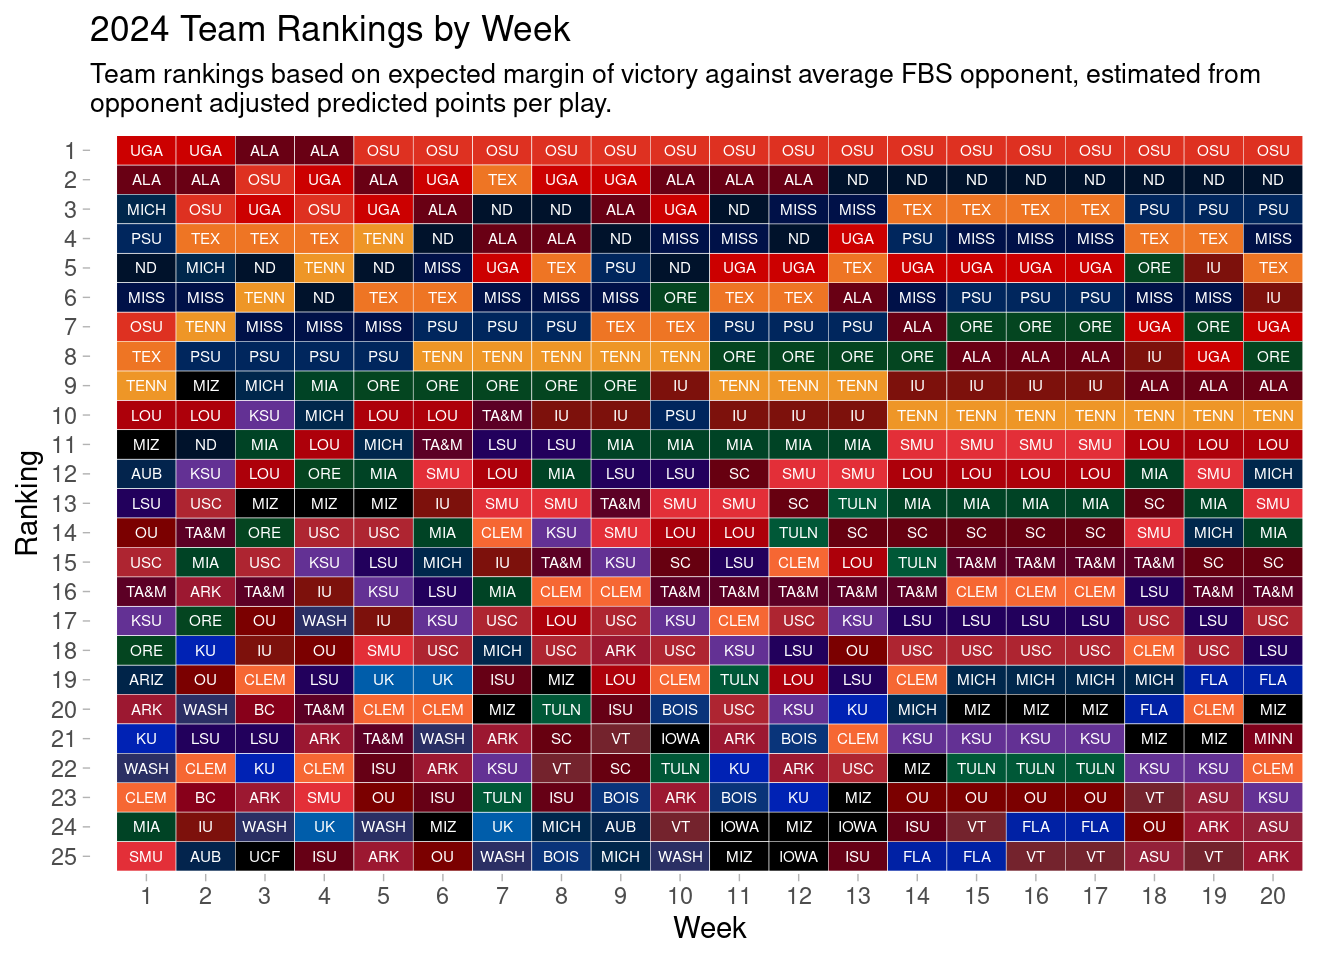 2024 Team Rankings by Week
Team rankings based on expected margin of victory against average FBS opponent, estimated from
opponent adjusted predicted points per play.
1 UGA UGA ALA ALA OSU OSU OSU OSU OSU OSU OSU OSU OSU OSU OSU OSU OSU OSU OSU OSU
2 ALA ALA OSU UGA ALA UGA TEX UGA UGA ALA ALA ALA ND ND ND ND ND ND ND ND
3 MICH OSU UGA OSU UGA ALA ND ND ALA UGA ND MISS MISS TEX TEX TEX TEX PSU PSU PSU
4 PSU TEX TEX TEX TENN ND ALA ALA ND MISS MISS ND UGA PSU MISS MISS MISS TEX TEX MISS
5 ND MICH ND TENN ND MISS UGA TEX PSU ND UGA UGA TEX UGA UGA UGA UGA ORE IU TEX
6 MISS MISS TENN ND TEX TEX MISS MISS MISS ORE TEX TEX ALA MISS PSU PSU PSU MISS MISS IU
7 OSU TENN MISS MISS MISS PSU PSU PSU TEX TEX PSU PSU PSU ALA ORE ORE ORE UGA ORE UGA
8 TEX PSU PSU PSU PSU TENN TENN TENN TENN TENN ORE ORE ORE ORE ALA ALA ALA IU UGA ORE
9 TENN MIZ MICH MIA ORE ORE ORE ORE ORE IU TENN TENN TENN IU IU IU IU ALA ALA ALA
10 LOU LOU KSU MICH LOU LOU TA&M IU IU PSU IU IU IU TENN TENN TENN TENN TENN TENN TENN
11 MIZ ND MIA LOU MICH TA&M LSU LSU MIA MIA MIA MIA MIA SMU SMU SMU SMU LOU LOU LOU
12 AUB KSU LOU ORE MIA SMU LOU MIA LSU LSU SC SMU SMU LOU LOU LOU LOU MIA SMU MICH
13 LSU USC MIZ MIZ MIZ IU SMU SMU TA&M SMU SMU SC TULN MIA MIA MIA MIA SC MIA SMU
14 OU TA&M ORE USC USC MIA CLEM KSU SMU LOU LOU TULN SC SC SC SC SC SMU MICH MIA
15 USC MIA USC KSU LSU MICH IU TA&M KSU SC LSU CLEM LOU TULN TA&M TA&M TA&M TA&M SC SC
16 TA&M ARK TA&M IU KSU LSU MIA CLEM CLEM TA&M TA&M TA&M TA&M TA&M CLEM CLEM CLEM LSU TA&M TA&M
17 KSU ORE OU WASH IU KSU USC LOU USC KSU CLEM USC KSU LSU LSU LSU LSU USC LSU USC
18 ORE KU IU OU SMU USC MICH USC ARK USC KSU LSU OU USC USC USC USC CLEM USC LSU
19 ARIZ OU CLEM LSU UK UK ISU MIZ LOU CLEM TULN LOU LSU CLEM MICH MICH MICH MICH FLA FLA
20 ARK WASH BC TA&M CLEM CLEM MIZ TULN ISU BOIS USC KSU KU MICH MIZ MIZ MIZ FLA CLEM MIZ
21 KU LSU LSU ARK TA&M WASH ARK SC VT IOWA ARK BOIS CLEM KSU KSU KSU KSU MIZ MIZ MINN
22 WASH CLEM KU CLEM ISU ARK KSU VT SC TULN KU ARK USC MIZ TULN TULN TULN KSU KSU CLEM
23 CLEM BC ARK SMU OU ISU TULN ISU BOIS ARK BOIS KU MIZ OU OU OU OU VT ASU KSU
24 MIA IU WASH UK WASH MIZ UK MICH AUB VT IOWA MIZ IOWA ISU VT FLA FLA OU ARK ASU
25 SMU AUB UCF ISU ARK OU WASH BOIS MICH WASH MIZ IOWA ISU FLA FLA VT VT ASU VT ARK
Ranking
1 2 3 4 5 6 7 8 9 10 11 12 13 14 15 16 17 18 19 20
Week